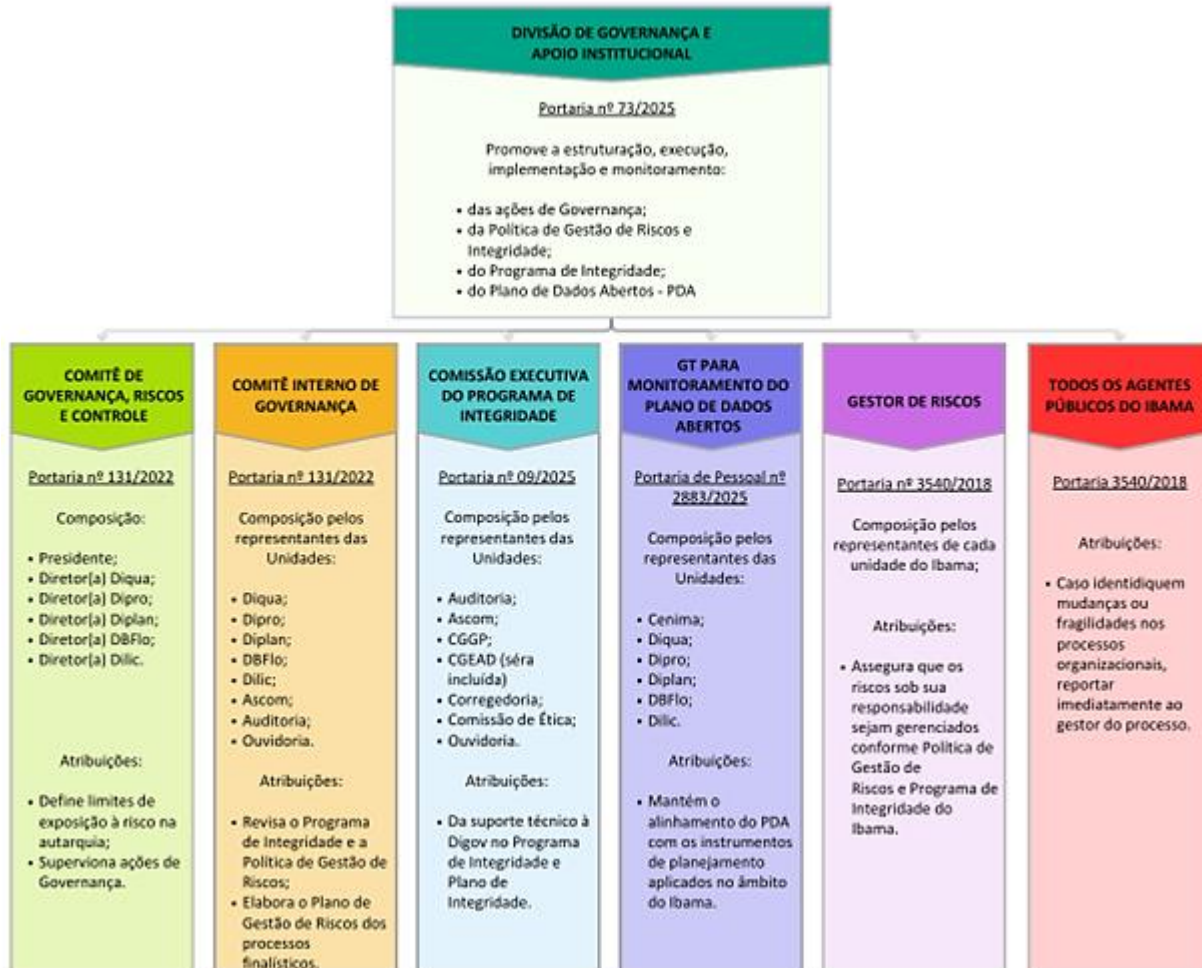 DIVISÃO DE GOVERNANÇA E
APOIO INSTITUCIONAL
Portaria nº 73/2025
Promove a estruturação, execução,
implementação e monitoramento:
• das ações de Governança;
• da Política de Gestão de Riscos e
Integridade;
• do Programa de Integridade;
• do Plano de Dados Abertos - PDA
COMITÊ DE
GOVERNANÇA, RISCOS
E CONTROLE
Portaria nº 131/2022
Composição:
• Presidente;
• Diretor(a) Diqua;
• Diretor(a) Dipro;
• Diretor(a) Diplan;
• Diretor(a) DBFlo;
• Diretor(a) Dilic.
Atribuições:
• Define limites de
exposição à risco na
autarquia;
• Superviona ações de
Governança.
COMITÊ INTERNO DE
GOVERNANÇA
Portaria nº 131/2022
Composição pelos
representantes das
Unidades:
• Diqua;
• Dipro;
• Diplan;
• DBFlo;
• Dilic;
• Ascom;
• Auditoria;
• Ouvidoria.
Atribuições:
• Revisa o Programa
de Integridade e a
Política de Gestão de
Riscos;
• Elabora o Plano de
Gestão de Riscos dos
processos
finalísticos.
COMISSÃO EXECUTIVA
DO PROGRAMA DE
INTEGRIDADE
Portaria nº 09/2025
Composição pelos
representantes das
Unidades:
• Auditoria;
• Ascom;
• CGGP;
• CGEAD (séra
incluída)
• Corregedoria;
• Comissão de Ética;
• Ouvidoria.
Atribuições:
• Da suporte técnico à
Digov no Programa
de Integridade e
Plano de
Integridade.
GT PARA
MONITORAMENTO DO
PLANO DE DADOS
ABERTOS
Portaria de Pessoal nº
2883/2025
Composição pelos
representantes das
Unidades:
• Cenima;
• Diqua;
• Dipro;
• Diplan;
• DBFlo;
• Dilic.
Atribuições:
• Mantém o
alinhamento do PDA
com os instrumentos
de planejamento
aplicados no âmbito
do Ibama.
GESTOR DE RISCOS
Portaria nº 3540/2018
Composição pelos
representantes de cada
unidade do Ibama;
Atribuições:
• Assegura que os
riscos sob sua
responsabilidade
sejam gerenciados
conforme Política de
Gestão de
Riscos e Programa de
Integridade do
Ibama.
TODOS OS AGENTES
PÚBLICOS DO IBAMA
Portaria 3540/2018
Atribuições:
• Caso identidiquem
mudanças ou
fragilidades nos
processos
organizacionais,
reportar
imediatamente ao
gestor do processo.